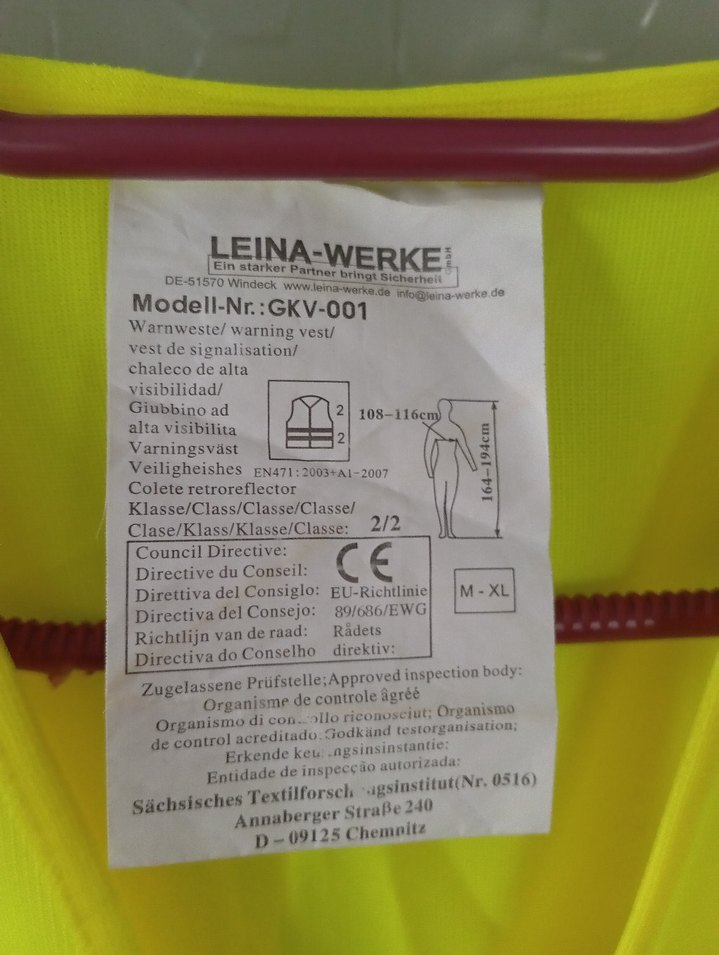 LEINA-WERKE GmbH
Ein starker Partner bringt Sicherheit
DE-51570 Windeck www.leina-werke.de info@leina-werke.de
Modell-Nr.:GKV-001
Warnweste/ warning vest/
vest de signalisation/
chaleco de alta
visibilidad/
Giubbino ad
alta visibilita
Varningsväst
Veiligheishes
Colete retroreflector
2
2
EN471:2003+A1-2007
108-116cm
164-194cm
Klasse/Class/Classe/Classe/
Clase/Klass/Klasse/Classe: 2/2
Council Directive:
Directive du Conseil: CE
Direttiva del Consiglo: EU-Richtlinie
Directiva del Consejo: 89/686/EWG
Richtlijn van de raad: Rådets
Directiva do Conselho direktiv:
M - XL
Zugelassene Prüfstelle;Approved inspection body:
Organisme de controle âgréé
Organismo di riconosciut; Organismo
de control acreditado. Godkänd testorganisation;
Erkende
Entidade de inspecção autorizada:
Sächsisches (Nr. 0516)
Annaberger Straße 240
D – 09125 Chemnitz